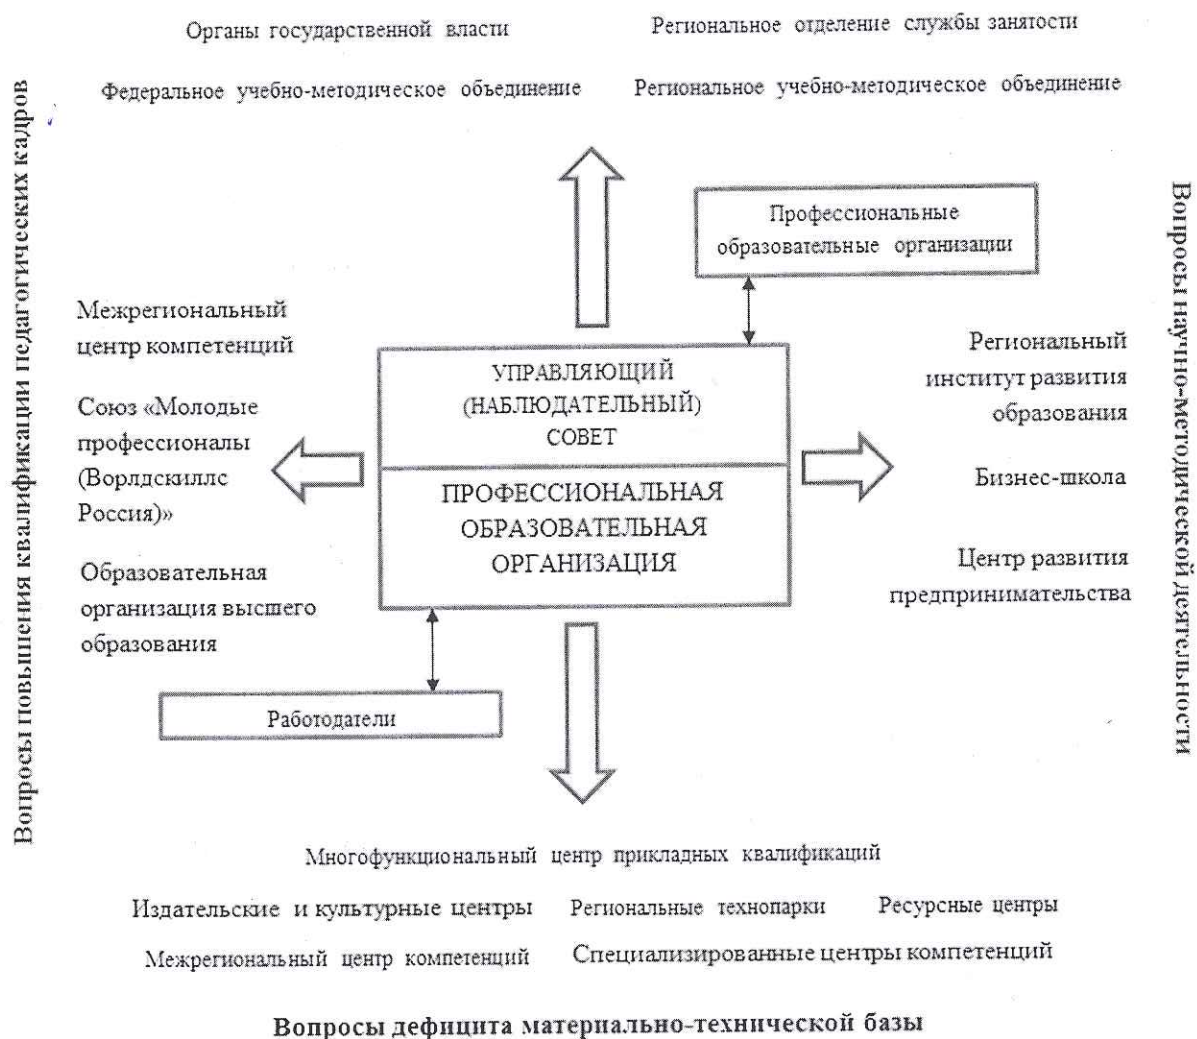 Органы государственной власти
Региональное отделение службы занятости
Федеральное учебно-методическое объединение
Региональное учебно-методическое объединение
Вопросы повышения квалификации педагогических кадров
Профессиональные
образовательные организации
Межрегиональный
центр компетенций
Союз «Молодые
профессионалы
(Ворлдскиллс
Россия)»
Образовательная
организация высшего
образования
УПРАВЛЯЮЩИЙ
(НАБЛЮДАТЕЛЬНЫЙ)
СОВЕТ
ПРОФЕССИОНАЛЬНАЯ
ОБРАЗОВАТЕЛЬНАЯ
ОРГАНИЗАЦИЯ
Региональный
институт развития
образования
Бизнес-школа
Центр развития
предпринимательства
Вопросы научно-методической деятельности
Работодатели
Многофункциональный центр прикладных квалификаций
Издательские и культурные центры
Региональные технопарки
Ресурсные центры
Межрегиональный центр компетенций
Специализированные центры компетенций
Вопросы дефицита материально-технической базы